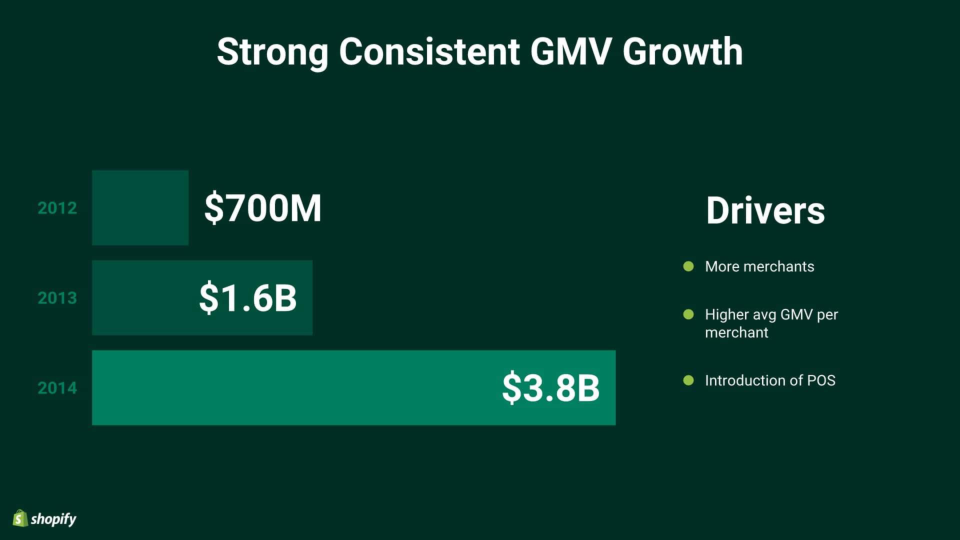 Strong Consistent GMV Growth
2012
$700M
2013
$1.6B
2014
$3.8B
Drivers
More merchants
Higher avg GMV per
merchant
Introduction of POS
shopify